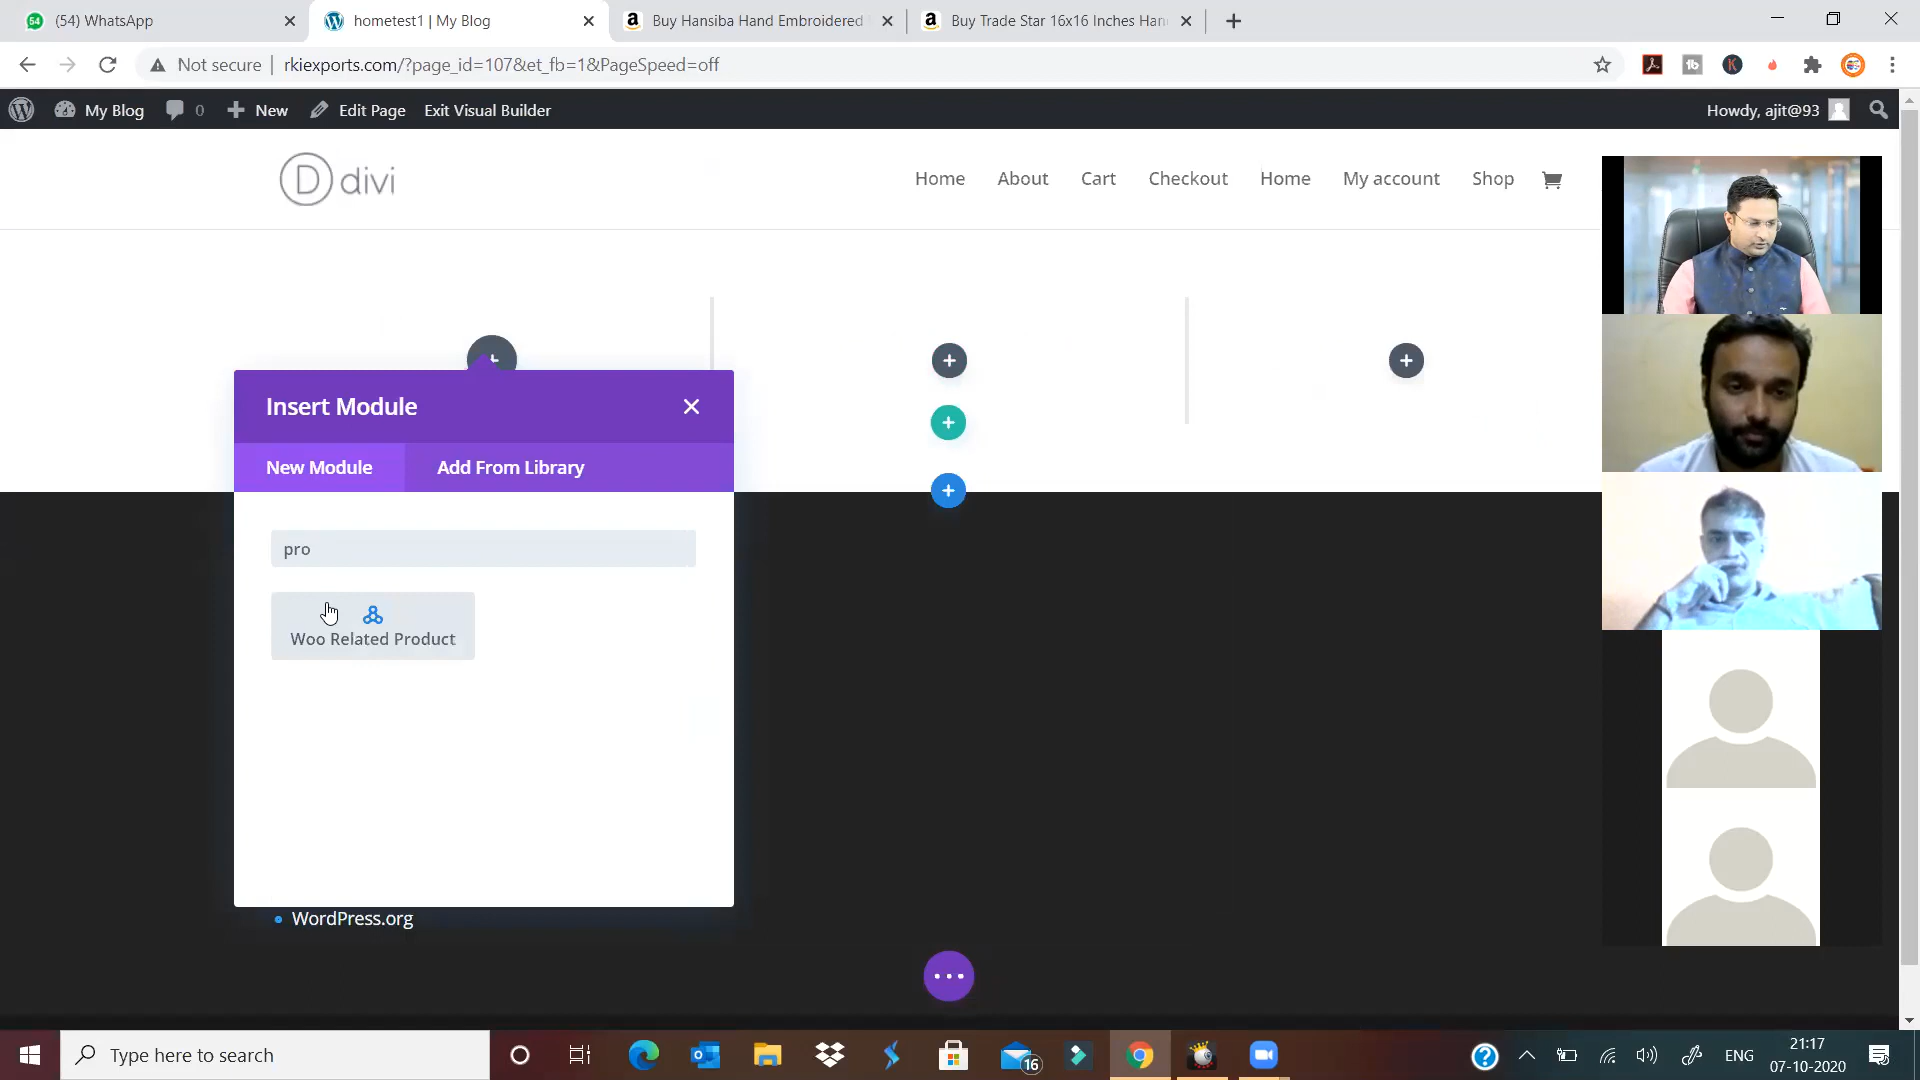 54 (54) WhatsApp
hometest1 | My Blog
Buy Hansiba Hand Embroidered
Buy Trade Star 16x16 Inches Han
Not secure
rkiexports.com/?page_id=107&et_fb=1&PageSpeed=off
My Blog 0 New Edit Page Exit Visual Builder
Howdy, ajit@93
D divi
Home About Cart Checkout Home My account Shop
Insert Module
New Module Add From Library
pro
Woo Related Product
WordPress.org
Type here to search
16
ENG
21:17
07-10-2020